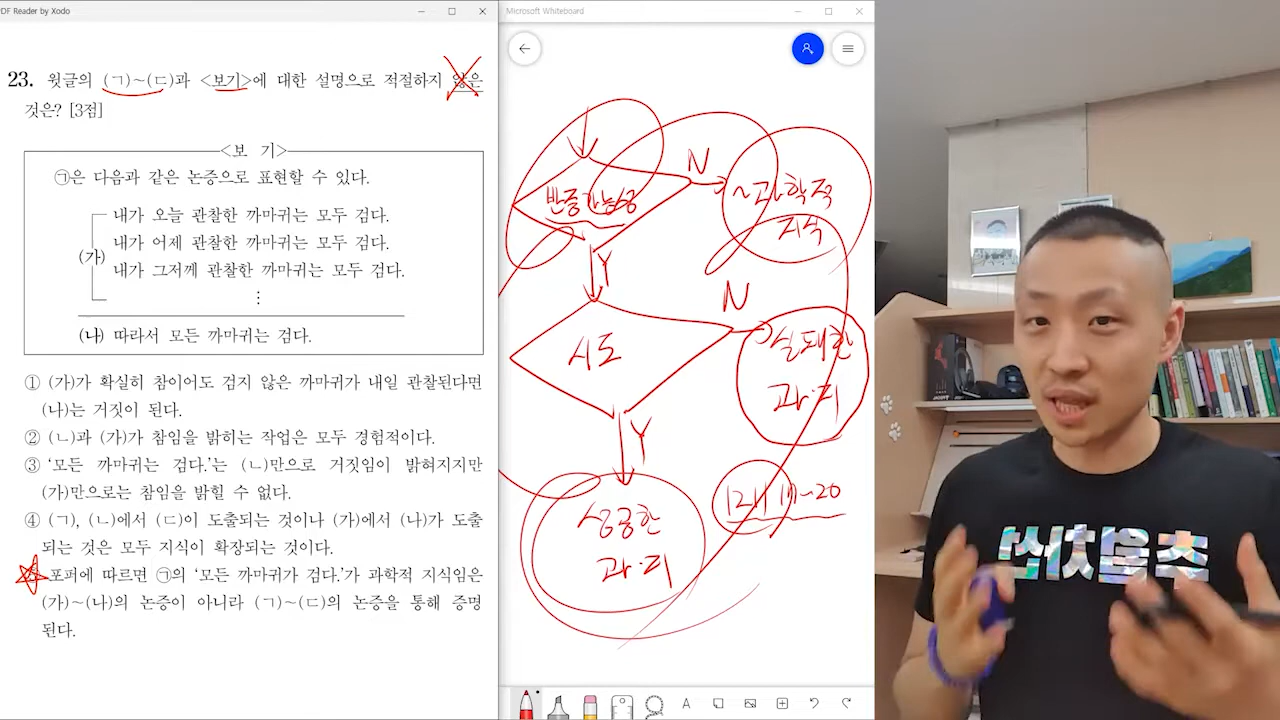 PDF Reader by Xodo
23. 윗글의 (ㄱ)~(ㄷ)과 <보기>에 대한 설명으로 적절하지 않은
것은? [3점]
<보 기>
㉠은 다음과 같은 논증으로 표현할 수 있다.
내가 오늘 관찰한 까마귀는 모두 검다.
내가 어제 관찰한 까마귀는 모두 검다.
(가)
내가 그저께 관찰한 까마귀는 모두 검다.
⋮
(나) 따라서 모든 까마귀는 검다.
① (가)가 확실히 참이어도 검지 않은 까마귀가 내일 관찰된다면
(나)는 거짓이 된다.
② (ㄴ)과 (가)가 참임을 밝히는 작업은 모두 경험적이다.
③ ‘모든 까마귀는 검다.’는 (ㄴ)만으로 거짓임이 밝혀지지만
(가)만으로는 참임을 밝힐 수 없다.
④ (ㄱ), (ㄴ)에서 (ㄷ)이 도출되는 것이나 (가)에서 (나)가 도출
되는 것은 모두 지식이 확장되는 것이다.
포퍼에 따르면 ㉠의 ‘모든 까마귀가 검다.’가 과학적 지식임은
(가)~(나)의 논증이 아니라 (ㄱ)~(ㄷ)의 논증을 통해 증명
된다.
Microsoft Whiteboard
반증가능성
N
~과학적
지식
Y
시도
N
실패한
과·지
Y
성공한
과·지
17~20